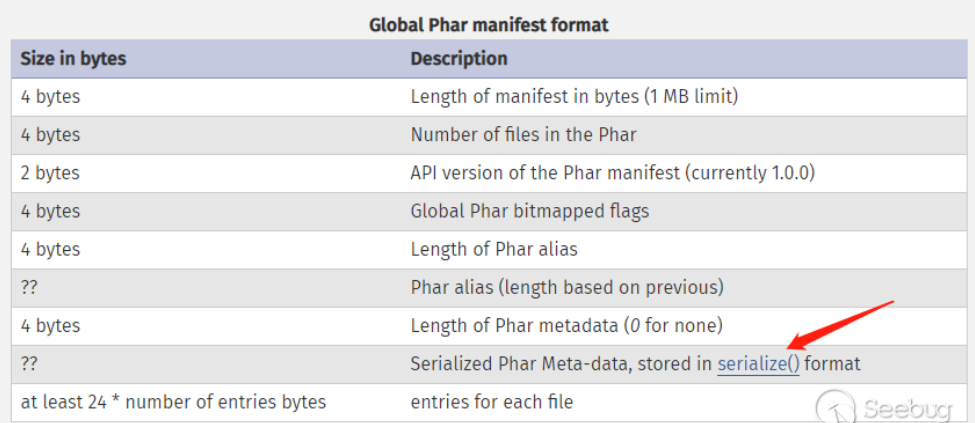 Global Phar manifest format
Size in bytes Description
4 bytes Length of manifest in bytes (1 MB limit)
4 bytes Number of files in the Phar
2 bytes API version of the Phar manifest (currently 1.0.0)
4 bytes Global Phar bitmapped flags
4 bytes Length of Phar alias
?? Phar alias (length based on previous)
4 bytes Length of Phar metadata (0 for none)
?? Serialized Phar Meta-data, stored in serialize() format
at least 24 * number of entries bytes entries for each file
Seebug